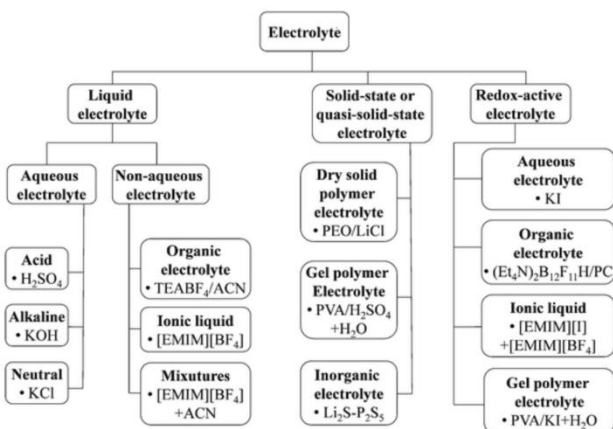 Electrolyte
Liquid
electrolyte
Solid-state or
quasi-solid-state
electrolyte
Redox-active
electrolyte
Aqueous
electrolyte
Non-aqueous
electrolyte
Acid
• H₂SO₄
Alkaline
• KOH
Neutral
• KCl
Organic
electrolyte
• TEABF₄/ACN
Ionic liquid
• [EMIM][BF₄]
Mixutures
• [EMIM][BF₄]
+ACN
Dry solid
polymer
electrolyte
• PEO/LiCl
Gel polymer
Electrolyte
• PVA/H₂SO₄
+H₂O
Inorganic
electrolyte
• Li₂S-P₂S₅
Aqueous
electrolyte
• KI
Organic
electrolyte
• (Et₄N)₂B₁₂F₁₁H/PC
Ionic liquid
• [EMIM][I]
+[EMIM][BF₄]
Gel polymer
electrolyte
• PVA/KI+H₂O